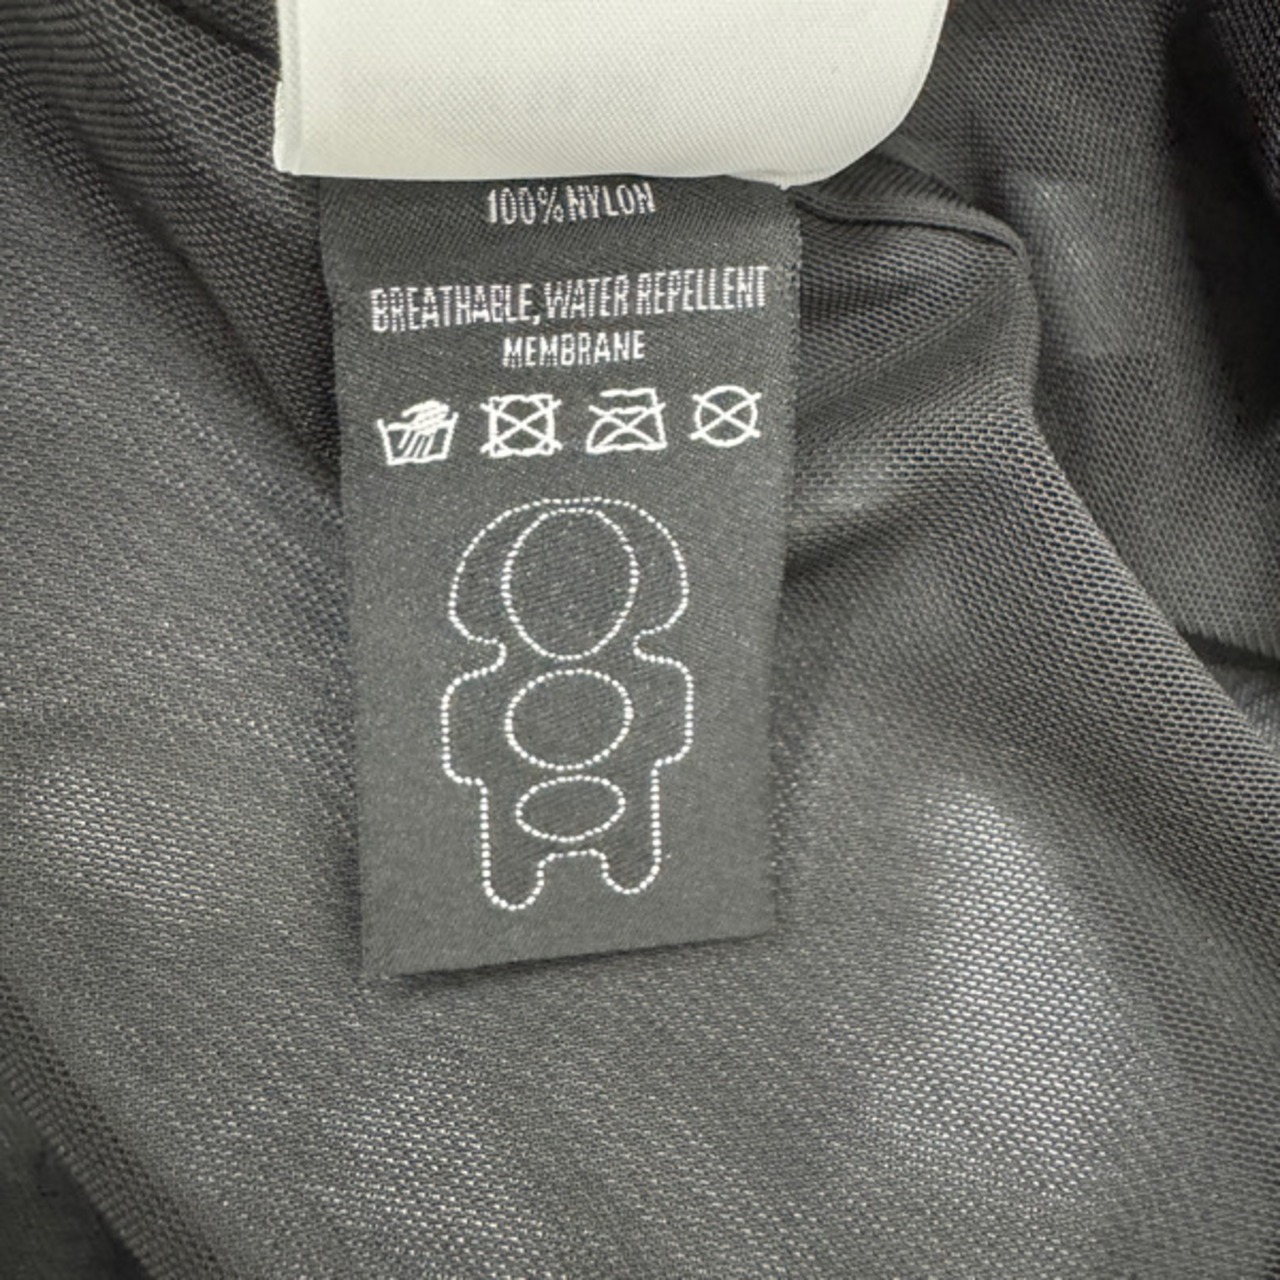 100% NYLON
BREATHABLE, WATER REPELLENT
MEMBRANE